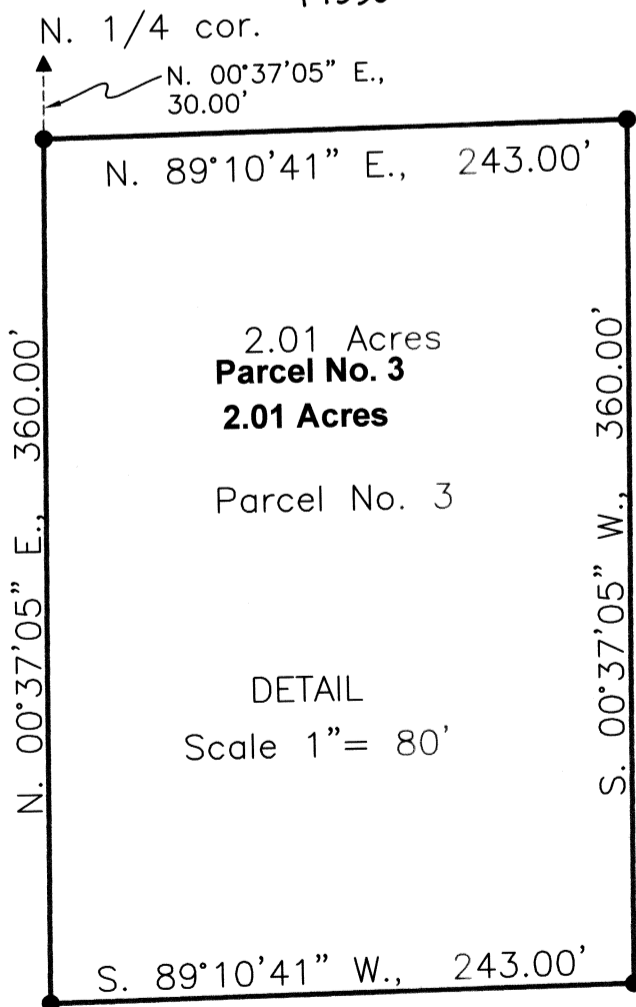 N. 1/4 cor.
N. 00°37'05" E.,
30.00'
N. 89°10'41" E., 243.00'
N. 00°37'05" E., 360.00'
2.01 Acres
Parcel No. 3
2.01 Acres
Parcel No. 3
S. 00°37'05" W., 360.00'
DETAIL
Scale 1"= 80'
S. 89°10'41" W., 243.00'